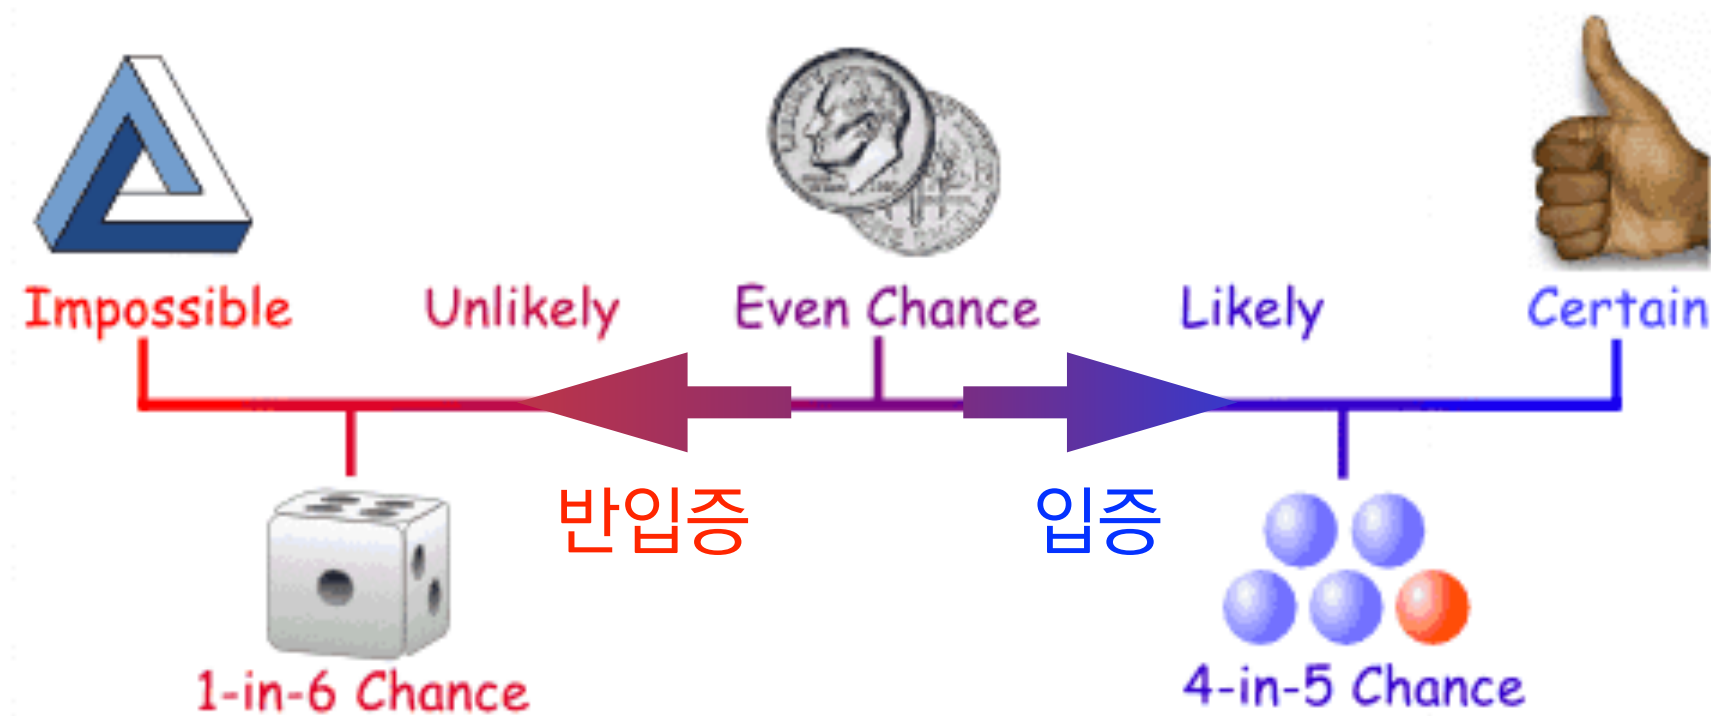 Impossible Unlikely Even Chance Likely Certain
반입증 입증
1-in-6 Chance 4-in-5 Chance